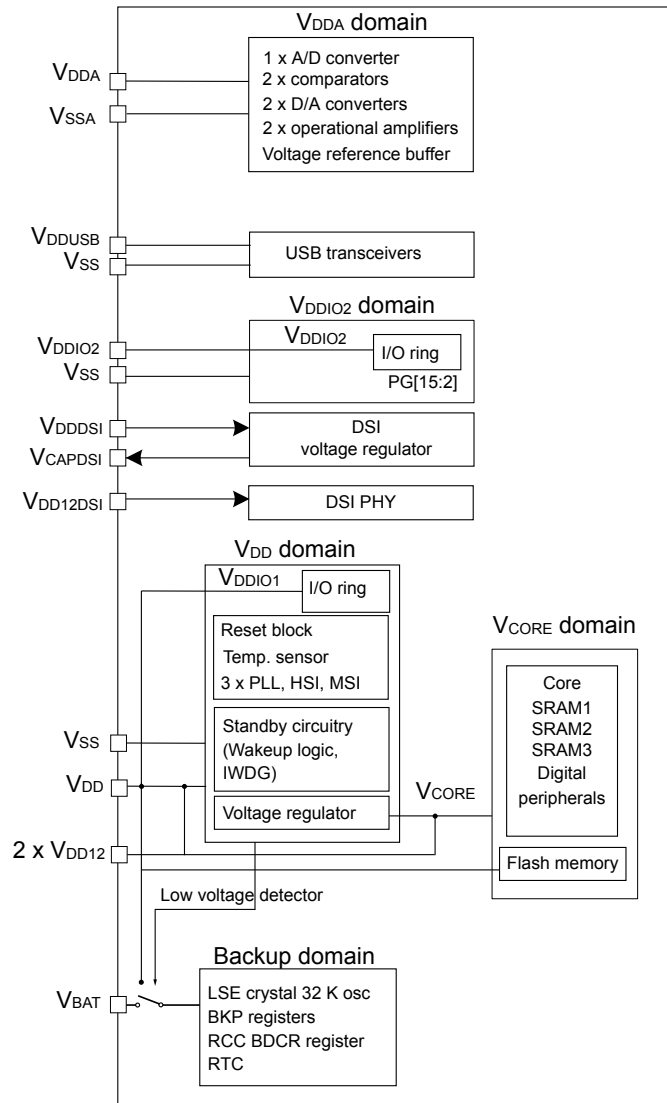 VDDA domain
1 x A/D converter
2 x comparators
2 x D/A converters
2 x operational amplifiers
Voltage reference buffer
VDDA
VSSA
VDDUSB
VSS
USB transceivers
VDDIO2 domain
VDDIO2
VDDIO2
I/O ring
VSS
PG[15:2]
VDDDSI
VCAPDSI
DSI
voltage regulator
VDD12DSI
DSI PHY
VDD domain
VDDIO1
I/O ring
Reset block
Temp. sensor
3 x PLL, HSI, MSI
VSS
Standby circuitry
(Wakeup logic,
IWDG)
VDD
Voltage regulator
VCORE
2 x VDD12
VCORE domain
Core
SRAM1
SRAM2
SRAM3
Digital
peripherals
Flash memory
Low voltage detector
Backup domain
VBAT
LSE crystal 32 K osc
BKP registers
RCC BDCR register
RTC